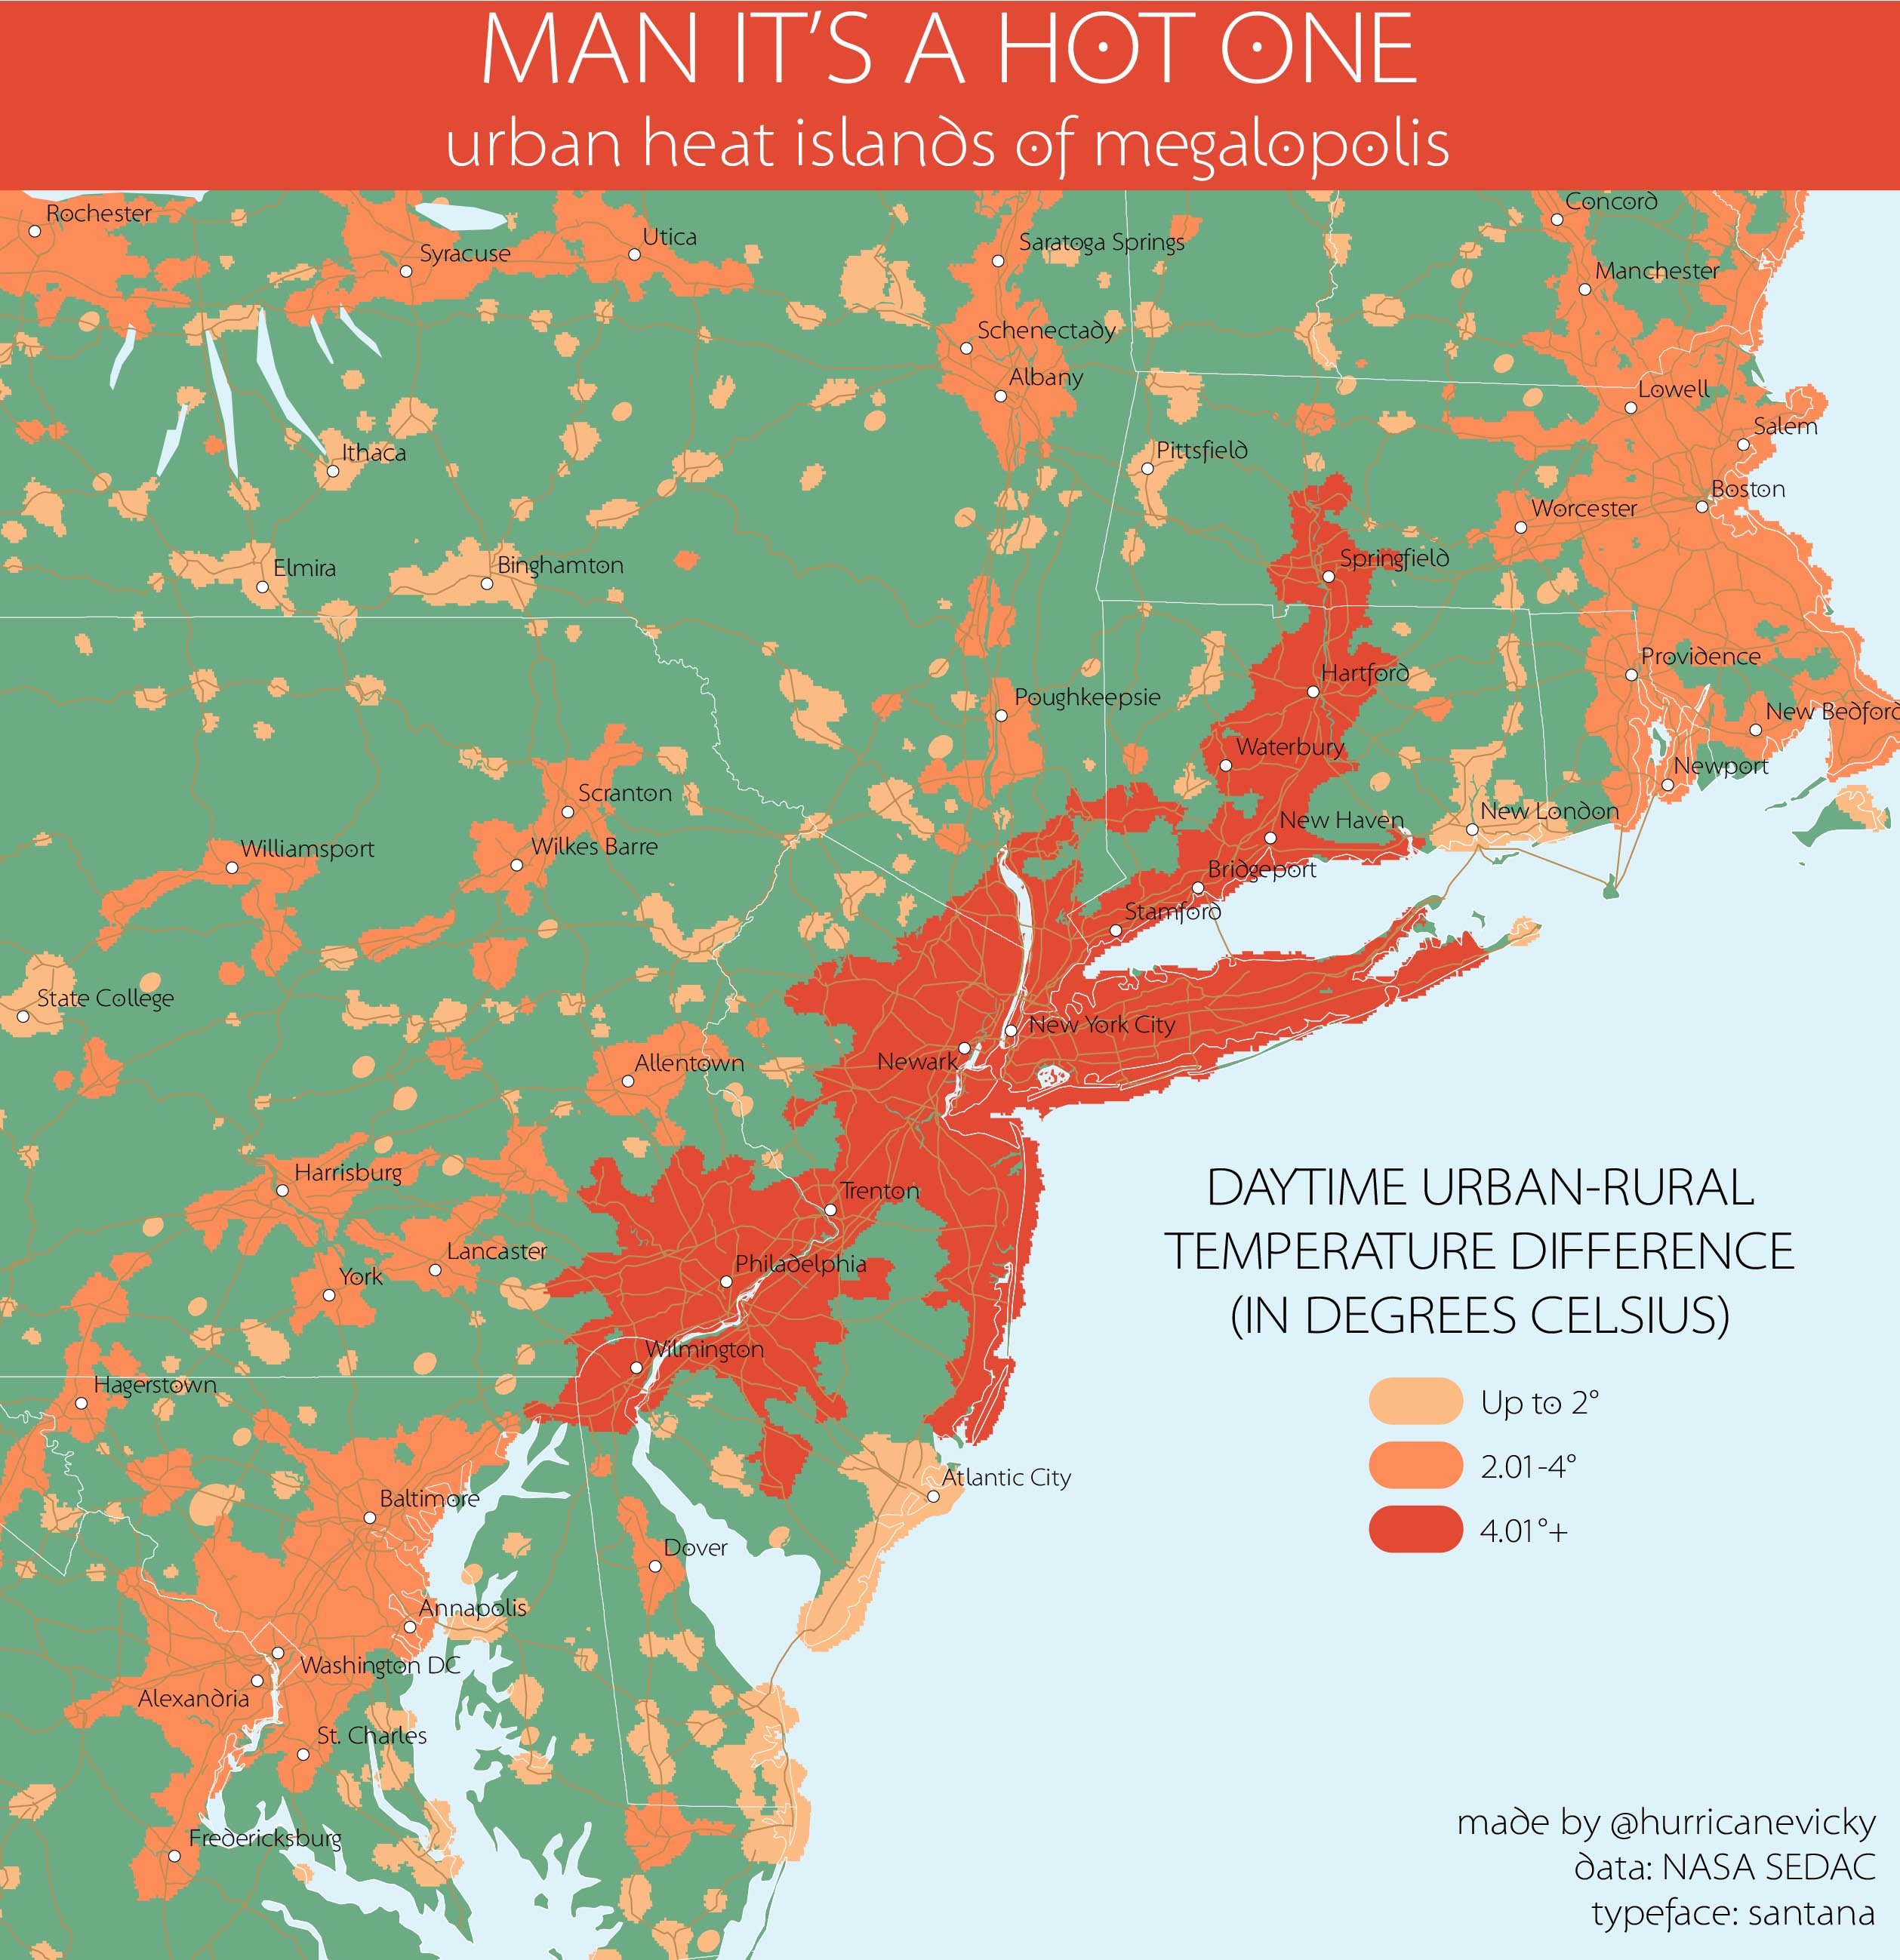 MAN IT'S A HOT ONE
urban heat islands of megalopolis
Rochester
Syracuse
Utica
Saratoga Springs
Concord
Manchester
Schenectady
Albany
Lowell
Salem
Ithaca
Pittsfield
Boston
Worcester
Elmira
Binghamton
Springfield
Providence
Hartford
Poughkeepsie
New Bedford
Waterbury
Newport
Scranton
New London
New Haven
Williamsport
Wilkes Barre
Bridgeport
Stamford
State College
New York City
Newark
Allentown
Harrisburg
Trenton
Lancaster
York
Philadelphia
Wilmington
Hagerstown
Atlantic City
Baltimore
Dover
Annapolis
Washington DC
Alexandria
St. Charles
Fredericksburg
DAYTIME URBAN-RURAL
TEMPERATURE DIFFERENCE
(IN DEGREES CELSIUS)
Up to 2°
2.01-4°
4.01°+
made by @hurricanevicky
data: NASA SEDAC
typeface: santana